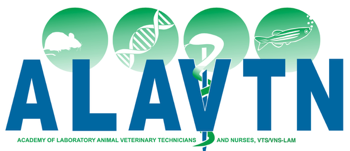 ALAVTN
ACADEMY OF LABORATORY ANIMAL VETERINARY TECHNICIANS AND NURSES, VTS/VNS-LAM